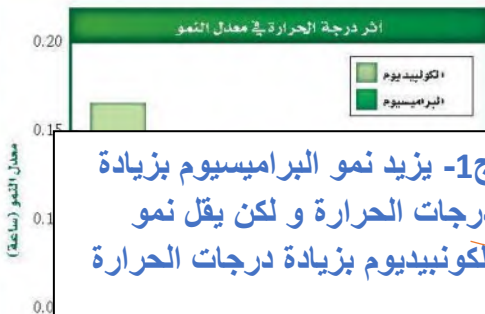 أثر درجة الحرارة في معدل النمو
0.20
الكولبيديوم
البراميسيوم
0.15
معدل النمو (ساعة)
ج1- يزيد نمو البراميسيوم بزيادة
درجات الحرارة و لكن يقل نمو
الكونبيديوم بزيادة درجات الحرارة
0.1
0.0